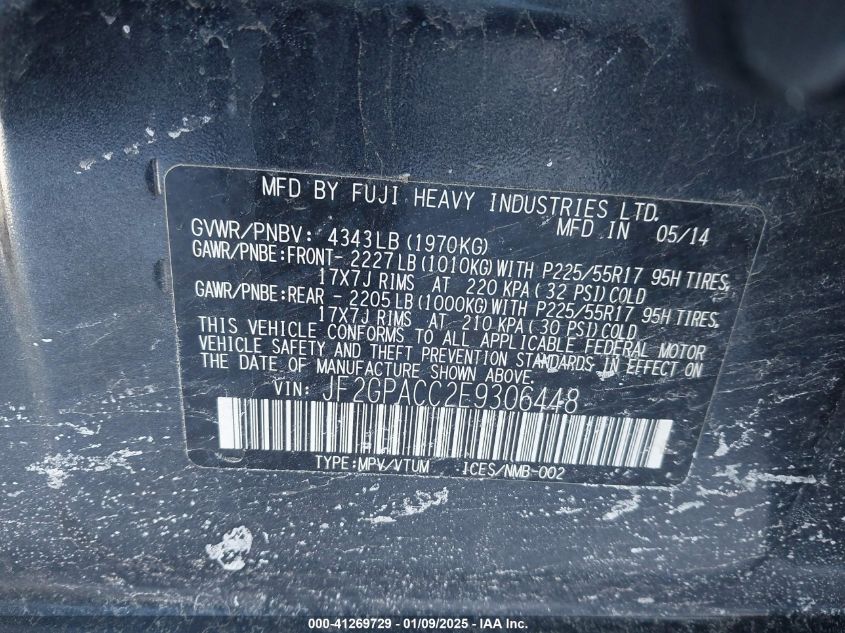 MFD BY FUJI HEAVY INDUSTRIES LTD.
MFD IN 05/14
GVWR/PNBV: 4343LB (1970KG)
GAWR/PNBE:FRONT- 2227LB (1010KG) WITH P225/55R17 95H TIRES,
17X7J RIMS AT 220 KPA (32 PSI) COLD
GAWR/PNBE:REAR - 2205LB (1000KG) WITH P225/55R17 95H TIRES,
17X7J RIMS AT 210 KPA (30 PSI) COLD
THIS VEHICLE CONFORMS TO ALL APPLICABLE FEDERAL MOTOR
VEHICLE SAFETY AND THEFT PREVENTION STANDARDS IN EFFECT ON
THE DATE OF MANUFACTURE SHOWN ABOVE.
VIN: JF2GPACC2E9306448
TYPE:MPV/VTUM ICES/NMB-002
000-41269729 - 01/09/2025 - IAA, Inc.